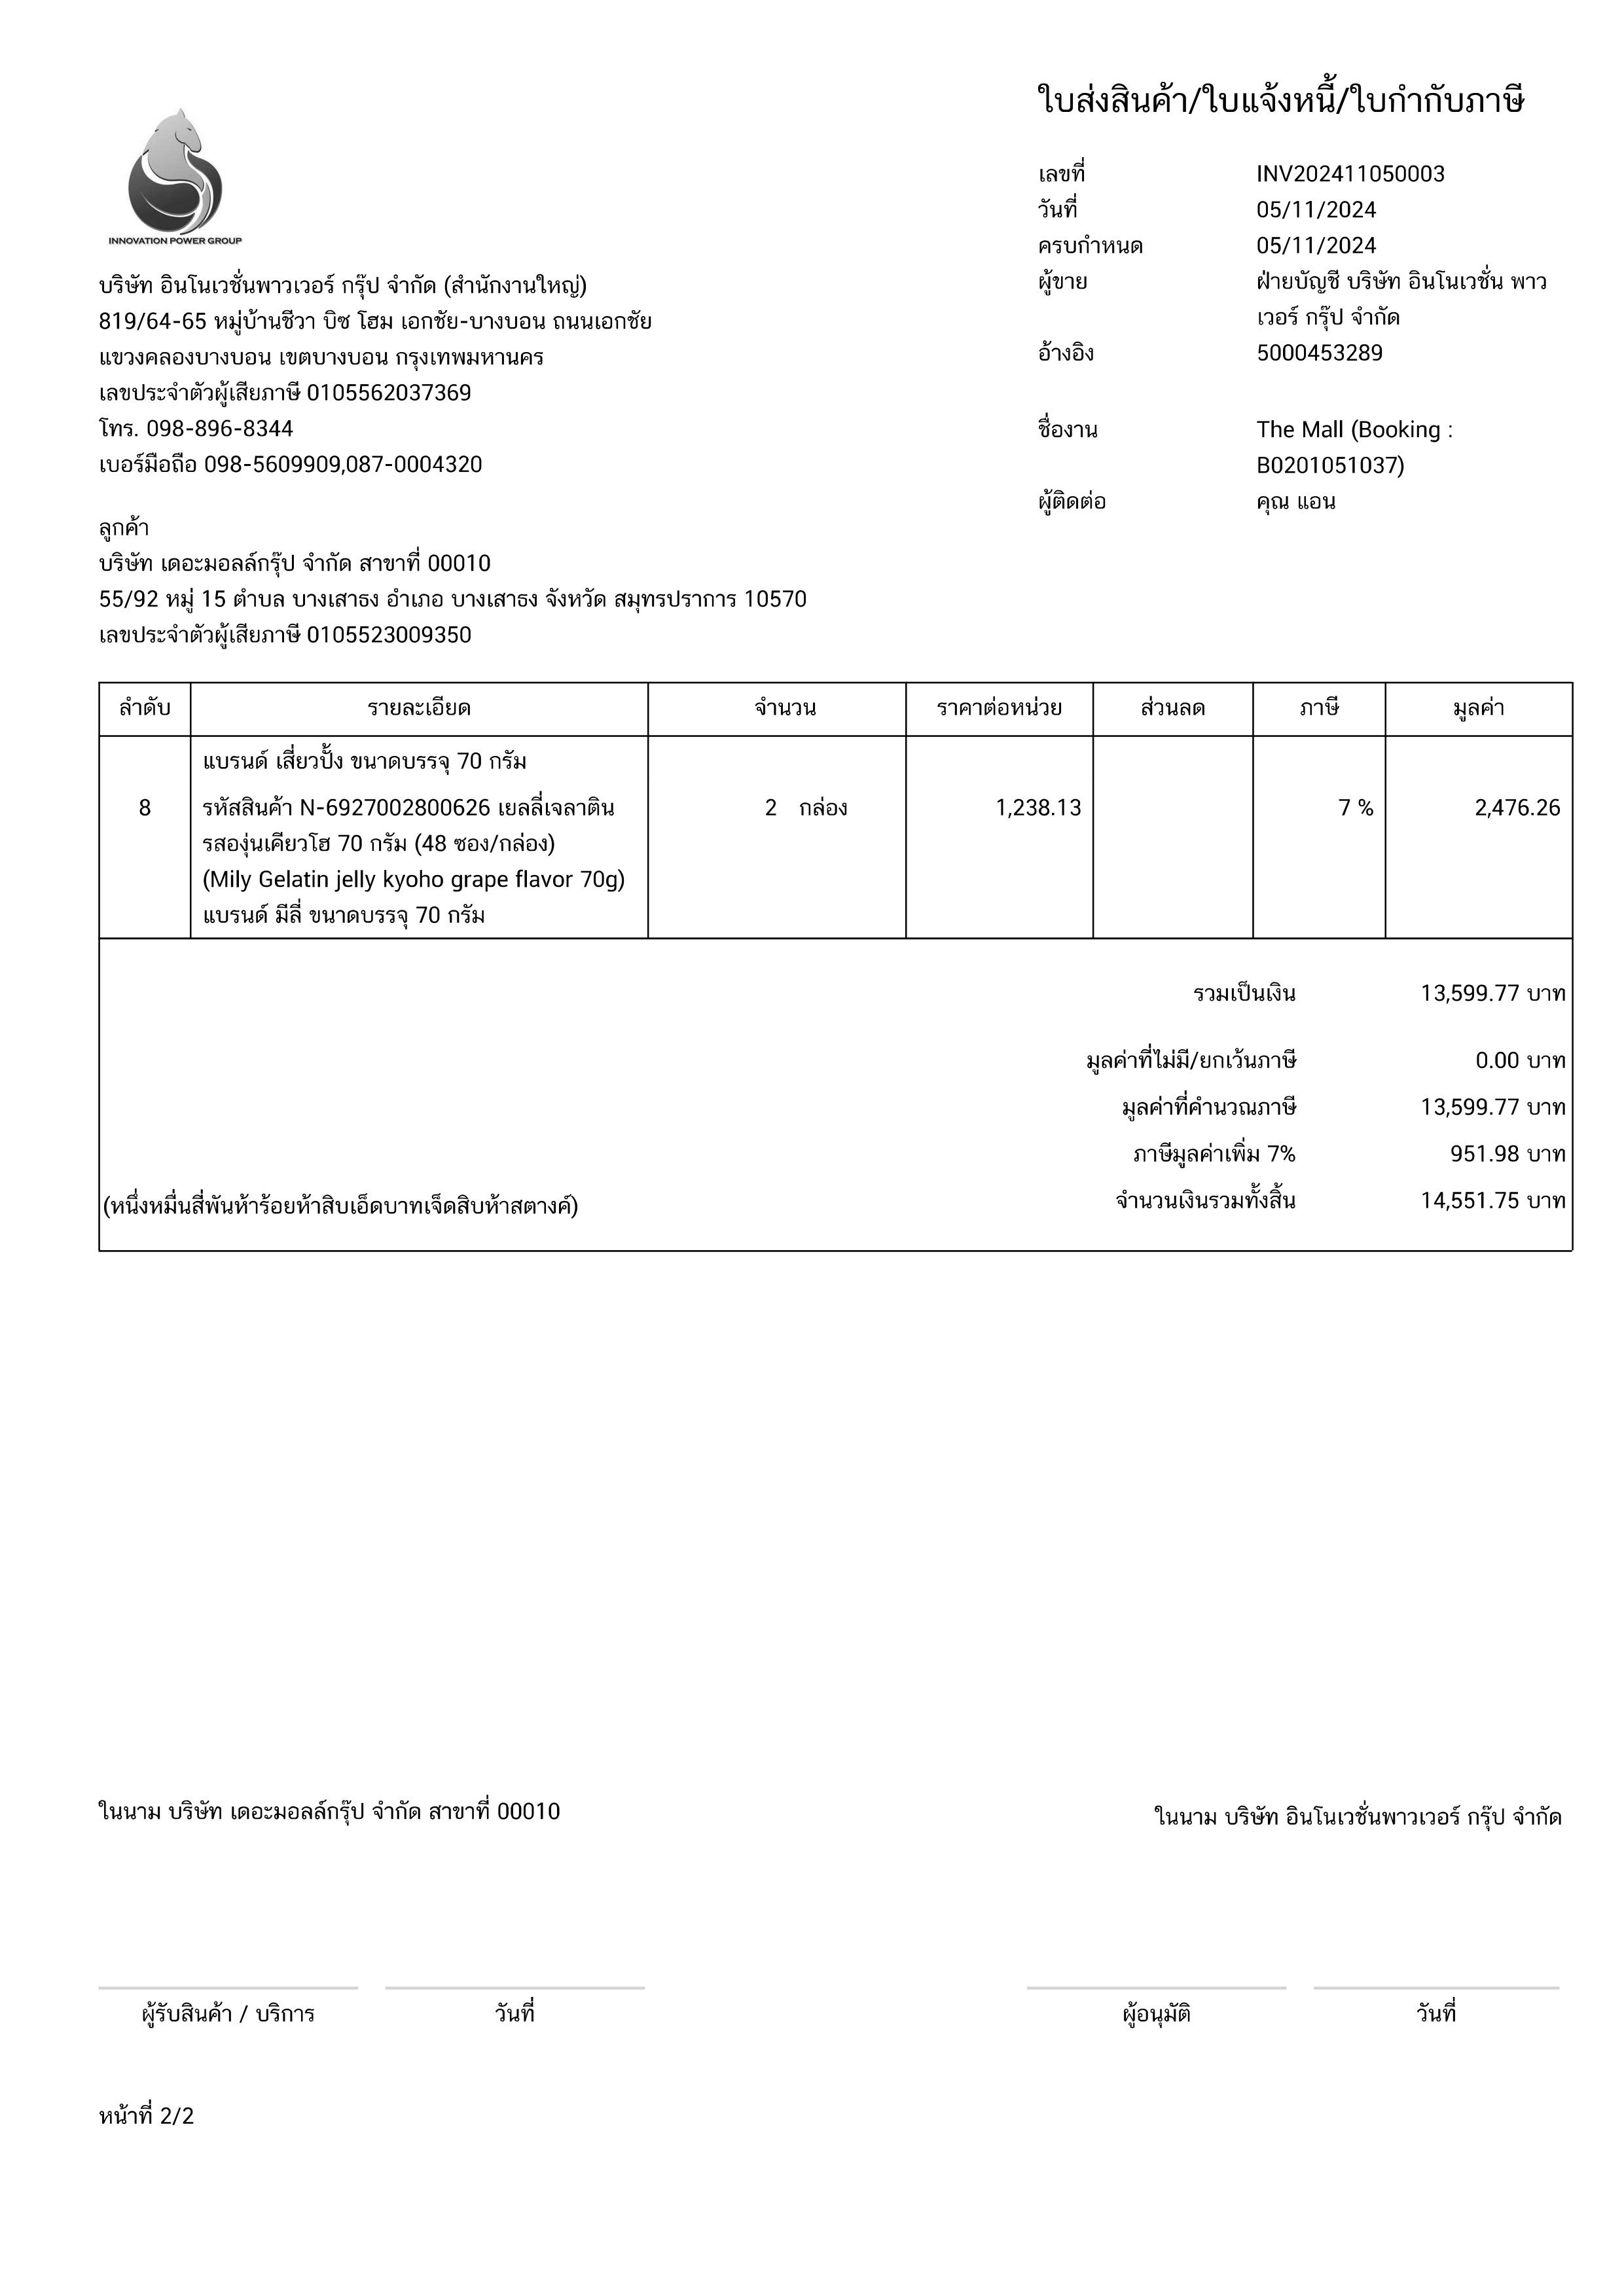 ใบส่งสินค้า/ใบแจ้งหนี้/ใบกำกับภาษี
INNOVATION POWER GROUP
เลขที่ INV202411050003
วันที่ 05/11/2024
ครบกำหนด 05/11/2024
ผู้ขาย ฝ่ายบัญชี บริษัท อินโนเวชั่น พาว
เวอร์ กรุ๊ป จำกัด
อ้างอิง 5000453289
ชื่องาน The Mall (Booking :
B0201051037)
ผู้ติดต่อ คุณ แอน
บริษัท อินโนเวชั่นพาวเวอร์ กรุ๊ป จำกัด (สำนักงานใหญ่)
819/64-65 หมู่บ้านชีวา บิซ โฮม เอกชัย-บางบอน ถนนเอกชัย
แขวงคลองบางบอน เขตบางบอน กรุงเทพมหานคร
เลขประจำตัวผู้เสียภาษี 0105562037369
โทร. 098-896-8344
เบอร์มือถือ 098-5609909,087-0004320
ลูกค้า
บริษัท เดอะมอลล์กรุ๊ป จำกัด สาขาที่ 00010
55/92 หมู่ 15 ตำบล บางเสาธง อำเภอ บางเสาธง จังหวัด สมุทรปราการ 10570
เลขประจำตัวผู้เสียภาษี 0105523009350
ลำดับ รายละเอียด จำนวน ราคาต่อหน่วย ส่วนลด ภาษี มูลค่า
แบรนด์ เสี่ยวปั้ง ขนาดบรรจุ 70 กรัม
8 รหัสสินค้า N-6927002800626 เยลลี่เจลาติน 2 กล่อง 1,238.13 7 % 2,476.26
รสองุ่นเคียวโฮ 70 กรัม (48 ซอง/กล่อง)
(Mily Gelatin jelly kyoho grape flavor 70g)
แบรนด์ มีลี่ ขนาดบรรจุ 70 กรัม
รวมเป็นเงิน 13,599.77 บาท
มูลค่าที่ไม่มี/ยกเว้นภาษี 0.00 บาท
มูลค่าที่คำนวณภาษี 13,599.77 บาท
ภาษีมูลค่าเพิ่ม 7% 951.98 บาท
(หนึ่งหมื่นสี่พันห้าร้อยห้าสิบเอ็ดบาทเจ็ดสิบห้าสตางค์) จำนวนเงินรวมทั้งสิ้น 14,551.75 บาท
ในนาม บริษัท เดอะมอลล์กรุ๊ป จำกัด สาขาที่ 00010 ในนาม บริษัท อินโนเวชั่นพาวเวอร์ กรุ๊ป จำกัด
ผู้รับสินค้า / บริการ วันที่ ผู้อนุมัติ วันที่
หน้าที่ 2/2